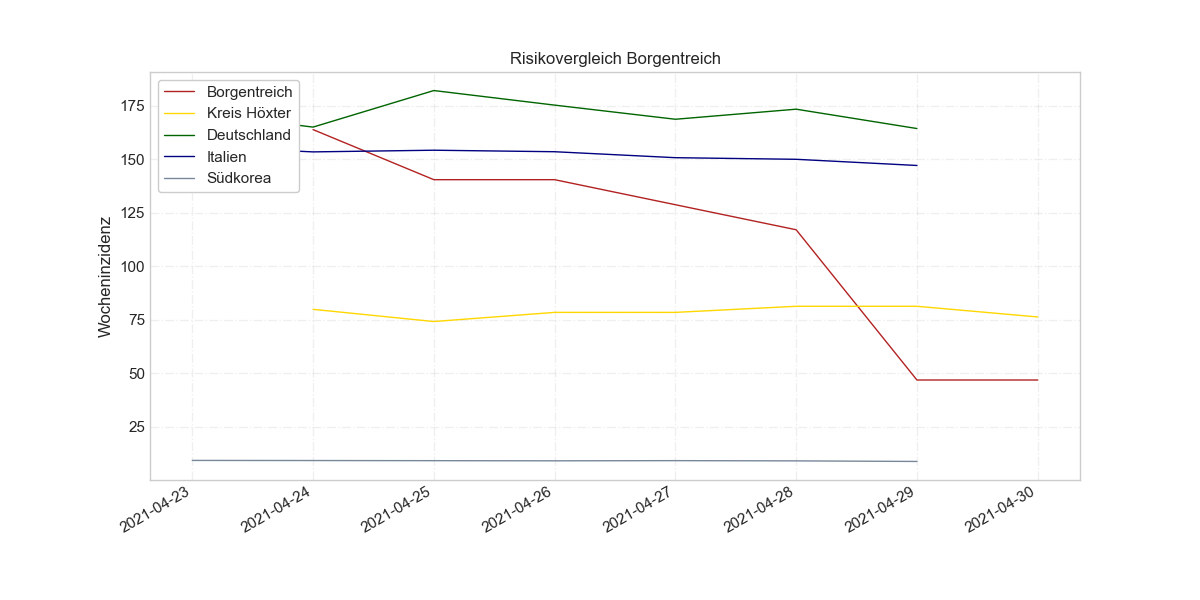 Risikovergleich Borgentreich
Borgentreich
Kreis Höxter
Deutschland
Italien
Südkorea
Wocheninzidenz
175
150
125
100
75
50
25
2021-04-23
2021-04-24
2021-04-25
2021-04-26
2021-04-27
2021-04-28
2021-04-29
2021-04-30